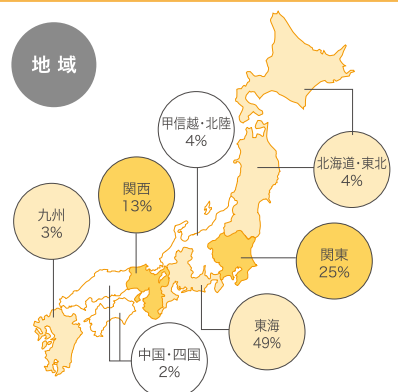 地域
甲信越・北陸
4%
北海道・東北
4%
関西
13%
九州
3%
関東
25%
東海
49%
中国・四国
2%